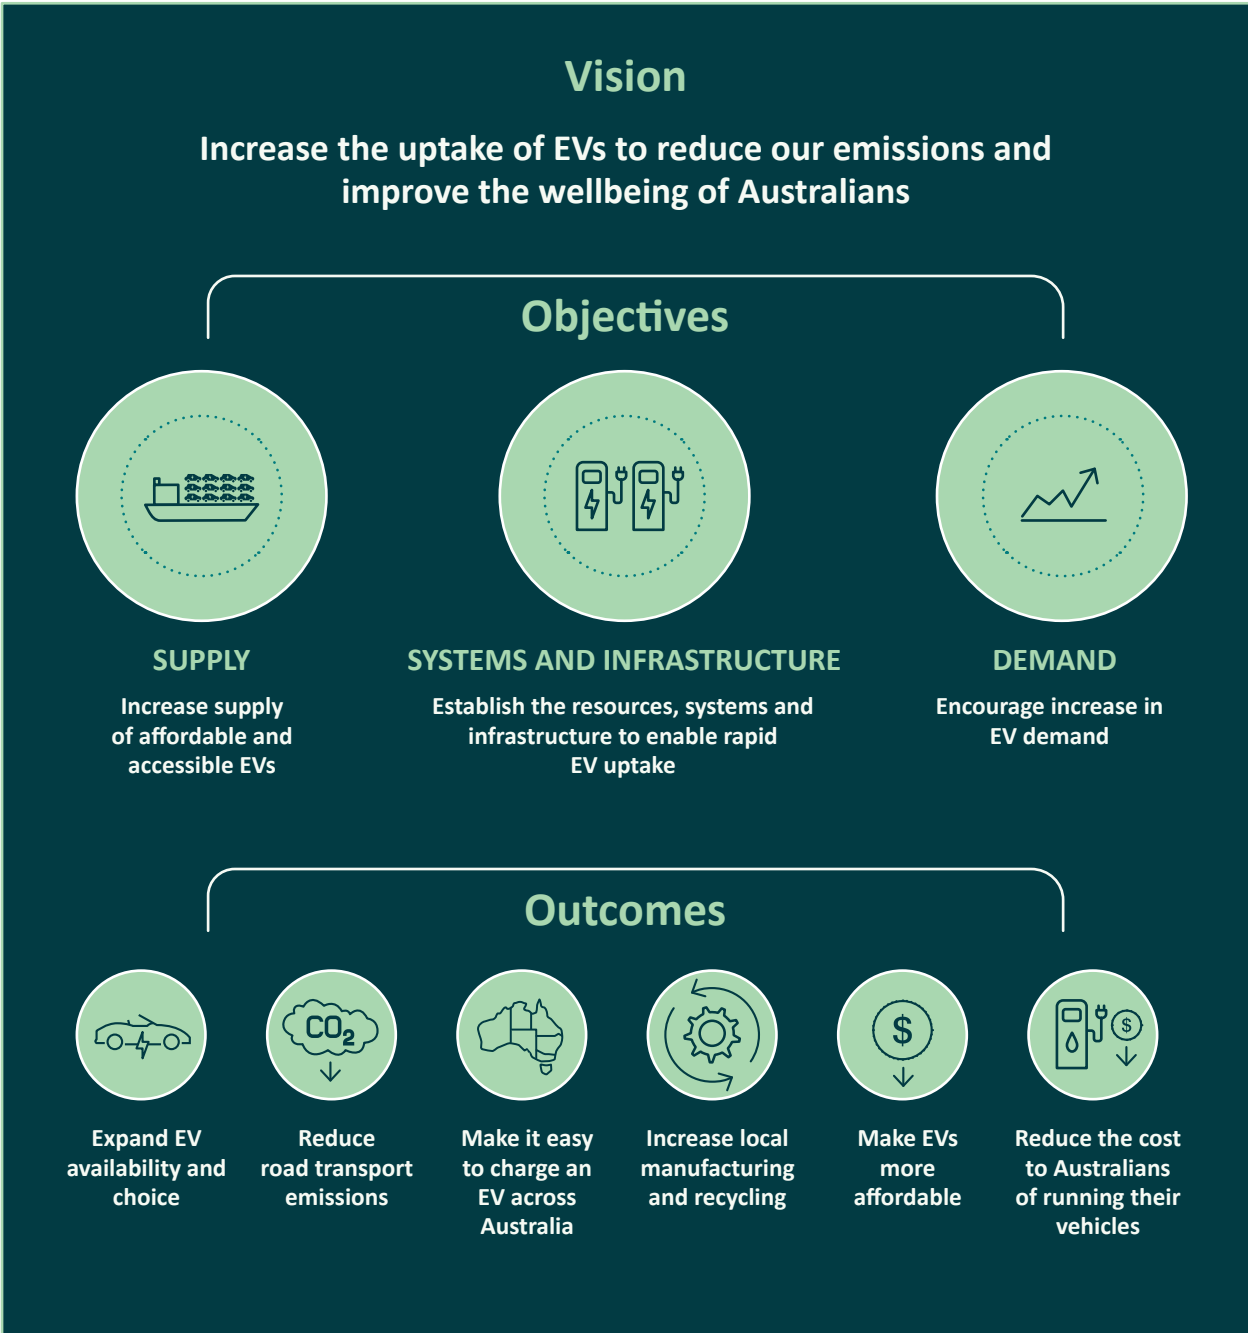 Vision
Increase the uptake of EVs to reduce our emissions and
improve the wellbeing of Australians
Objectives
SUPPLY
Increase supply
of affordable and
accessible EVs
SYSTEMS AND INFRASTRUCTURE
Establish the resources, systems and
infrastructure to enable rapid
EV uptake
DEMAND
Encourage increase in
EV demand
Outcomes
Expand EV
availability and
choice
CO₂
Reduce
road transport
emissions
Make it easy
to charge an
EV across
Australia
Increase local
manufacturing
and recycling
$
Make EVs
more
affordable
$
Reduce the cost
to Australians
of running their
vehicles